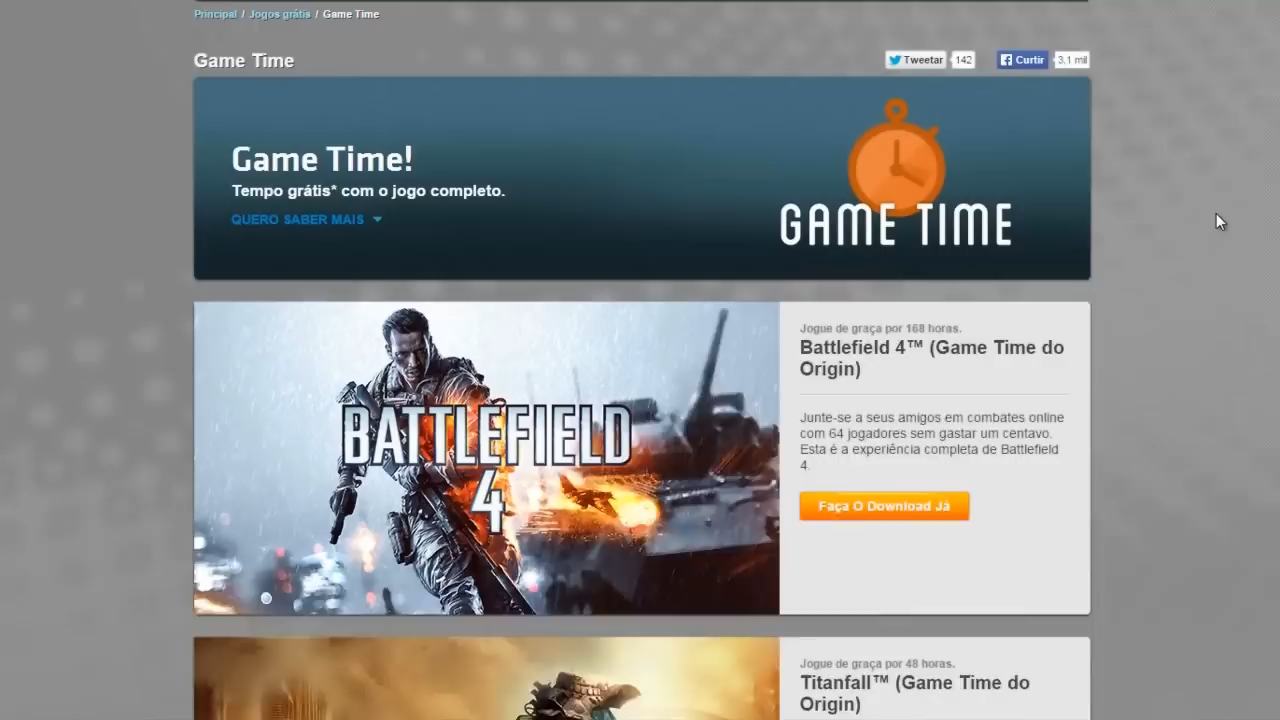 Principal / Jogos grátis / Game Time
Game Time
Tweetar 142 Curtir 3,1 mil
Game Time!
Tempo grátis* com o jogo completo.
QUERO SABER MAIS
GAME TIME
BATTLEFIELD
4
Jogue de graça por 168 horas.
Battlefield 4™ (Game Time do
Origin)
Junte-se a seus amigos em combates online
com 64 jogadores sem gastar um centavo.
Esta é a experiência completa de Battlefield
4.
Faça O Download Já
Jogue de graça por 48 horas.
Titanfall™ (Game Time do
Origin)